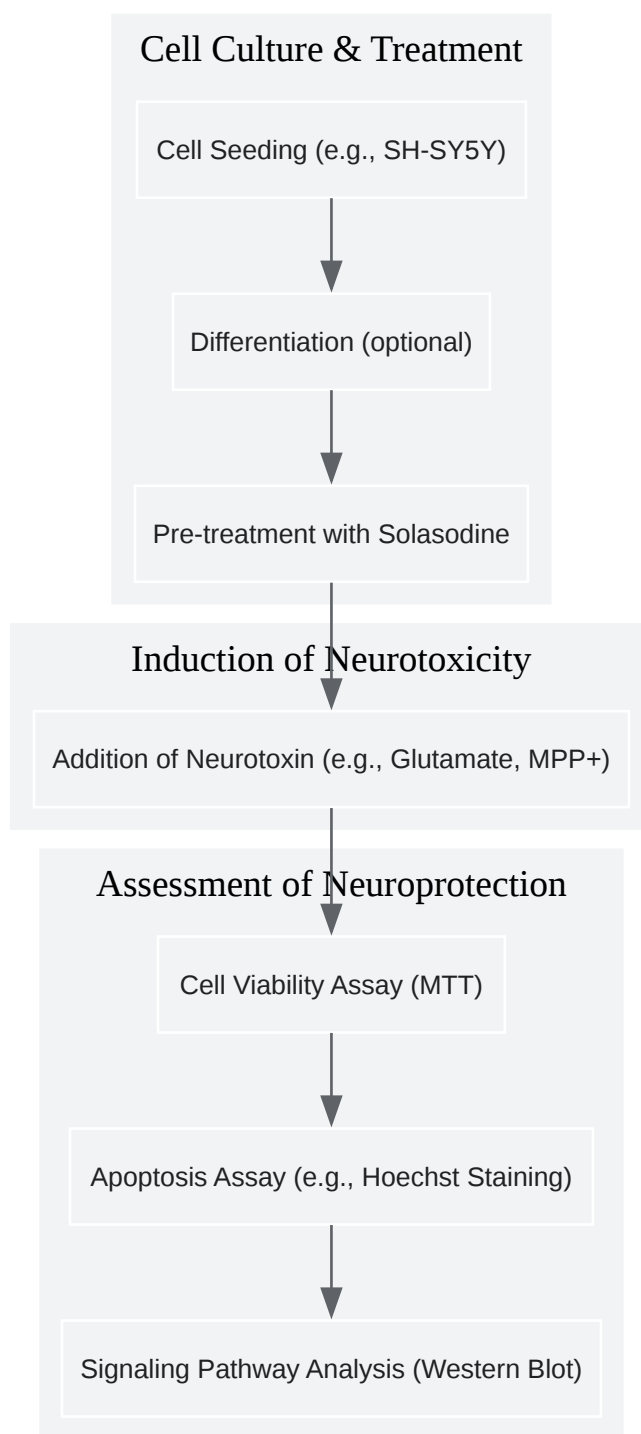 Cell Culture & Treatment
Cell Seeding (e.g., SH-SY5Y)
Differentiation (optional)
Pre-treatment with Solasodine
Induction of Neurotoxicity
Addition of Neurotoxin (e.g., Glutamate, MPP+)
Assessment of Neuroprotection
Cell Viability Assay (MTT)
Apoptosis Assay (e.g., Hoechst Staining)
Signaling Pathway Analysis (Western Blot)